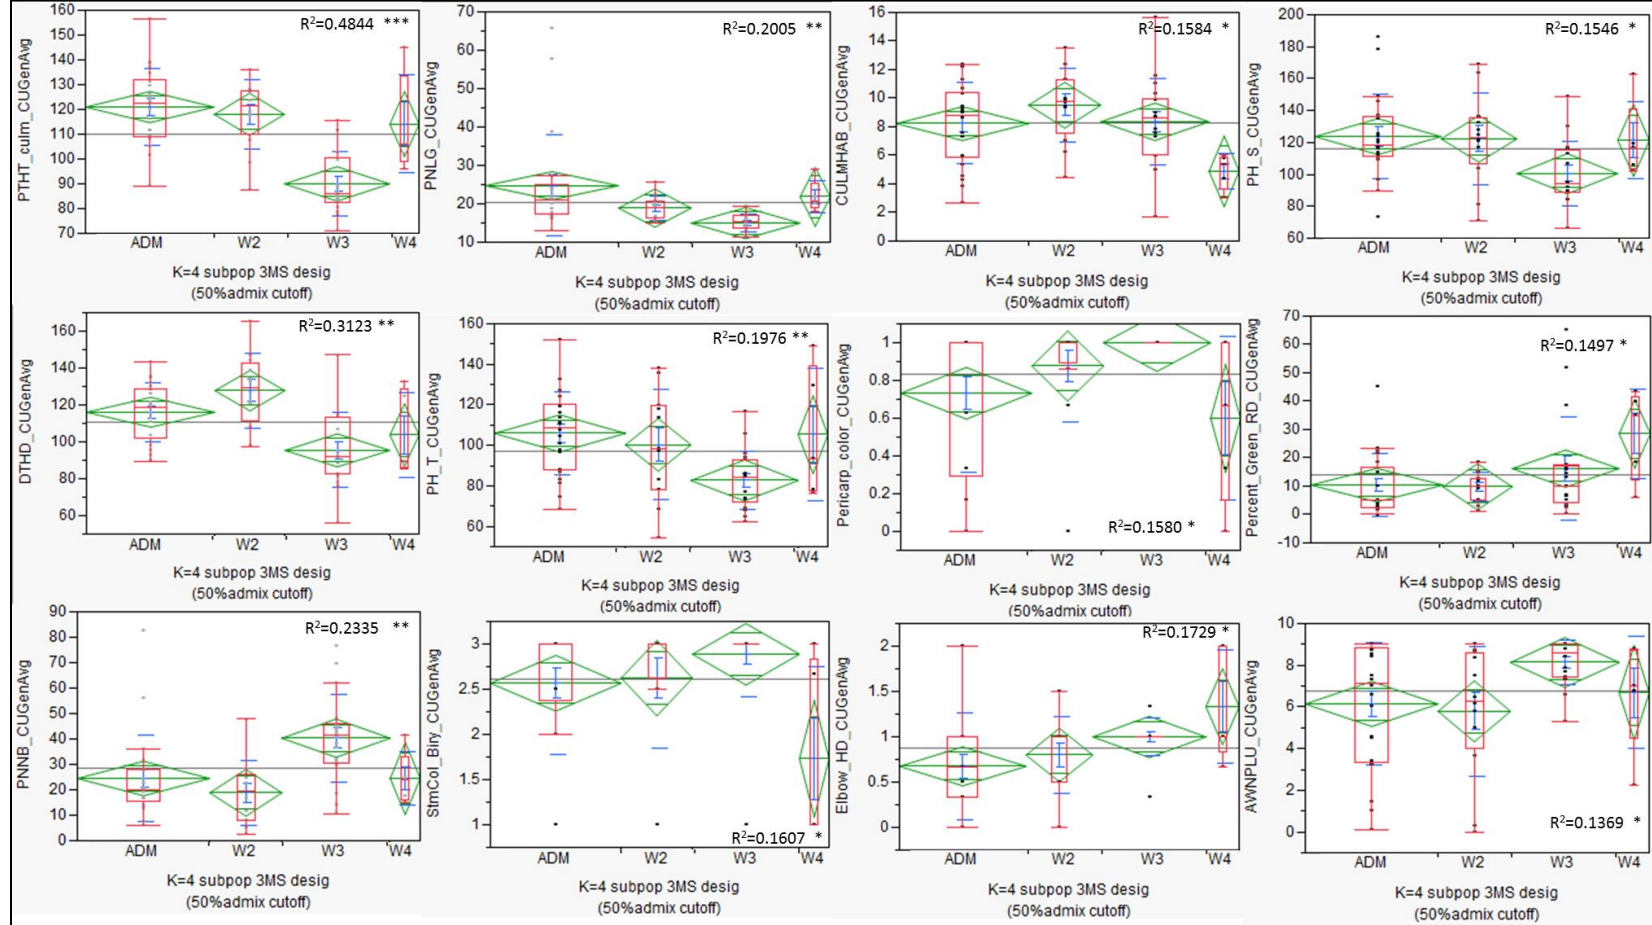 160
150
140
130
120
110
100
90
80
70
PTHT_culm_CUGenAvg
R²=0.4844 ***
ADM W2 W3 W4
K=4 subpop 3MS desig
(50%admix cutoff)
70
60
50
40
30
20
10
PNLG_CUGenAvg
R²=0.2005 **
ADM W2 W3 W4
K=4 subpop 3MS desig
(50%admix cutoff)
16
14
12
10
8
6
4
2
0
CULMHAB_CUGenAvg
R²=0.1584 *
ADM W2 W3 W4
K=4 subpop 3MS desig
(50%admix cutoff)
200
180
160
140
120
100
80
60
PH_S_CUGenAvg
R²=0.1546 *
ADM W2 W3 W4
K=4 subpop 3MS desig
(50%admix cutoff)
160
140
120
100
80
60
DTHD_CUGenAvg
R²=0.3123 **
ADM W2 W3 W4
K=4 subpop 3MS desig
(50%admix cutoff)
160
140
120
100
80
60
PH_T_CUGenAvg
R²=0.1976 **
ADM W2 W3 W4
K=4 subpop 3MS desig
(50%admix cutoff)
1
0.8
0.6
0.4
0.2
0
Pericarp_color_CUGenAvg
R²=0.1580 *
ADM W2 W3 W4
K=4 subpop 3MS desig
(50%admix cutoff)
70
60
50
40
30
20
10
0
-10
Percent_Green_RD_CUGenAvg
R²=0.1497 *
ADM W2 W3 W4
K=4 subpop 3MS desig
(50%admix cutoff)
90
80
70
60
50
40
30
20
10
0
PNNB_CUGenAvg
R²=0.2335 **
ADM W2 W3 W4
K=4 subpop 3MS desig
(50%admix cutoff)
3
2.5
2
1.5
1
StmCol_Biry_CUGenAvg
R²=0.1607 *
ADM W2 W3 W4
K=4 subpop 3MS desig
(50%admix cutoff)
2
1.5
1
0.5
0
Elbow_HD_CUGenAvg
R²=0.1729 *
ADM W2 W3 W4
K=4 subpop 3MS desig
(50%admix cutoff)
10
8
6
4
2
0
AWNPLU_CUGenAvg
R²=0.1369 *
ADM W2 W3 W4
K=4 subpop 3MS desig
(50%admix cutoff)